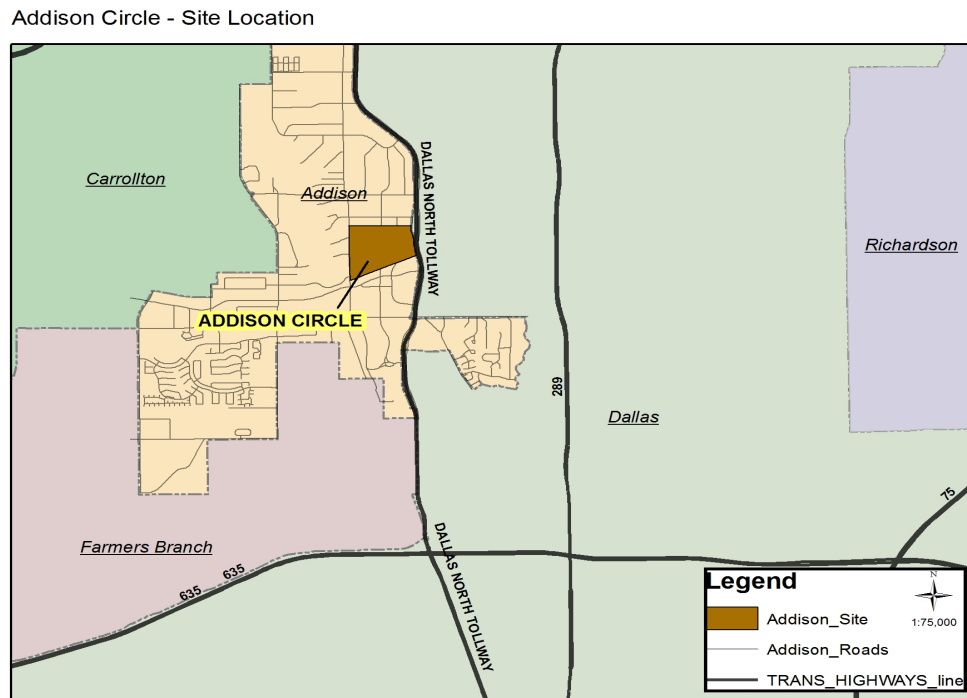 Addison Circle - Site Location
DALLAS NORTH TOLLWAY
Carrollton
Addison
Richardson
ADDISON CIRCLE
289
Dallas
75
Farmers Branch
DALLAS NORTH TOLLWAY
635
635
Legend
N
Addison_Site
1:75,000
Addison_Roads
TRANS_HIGHWAYS_line